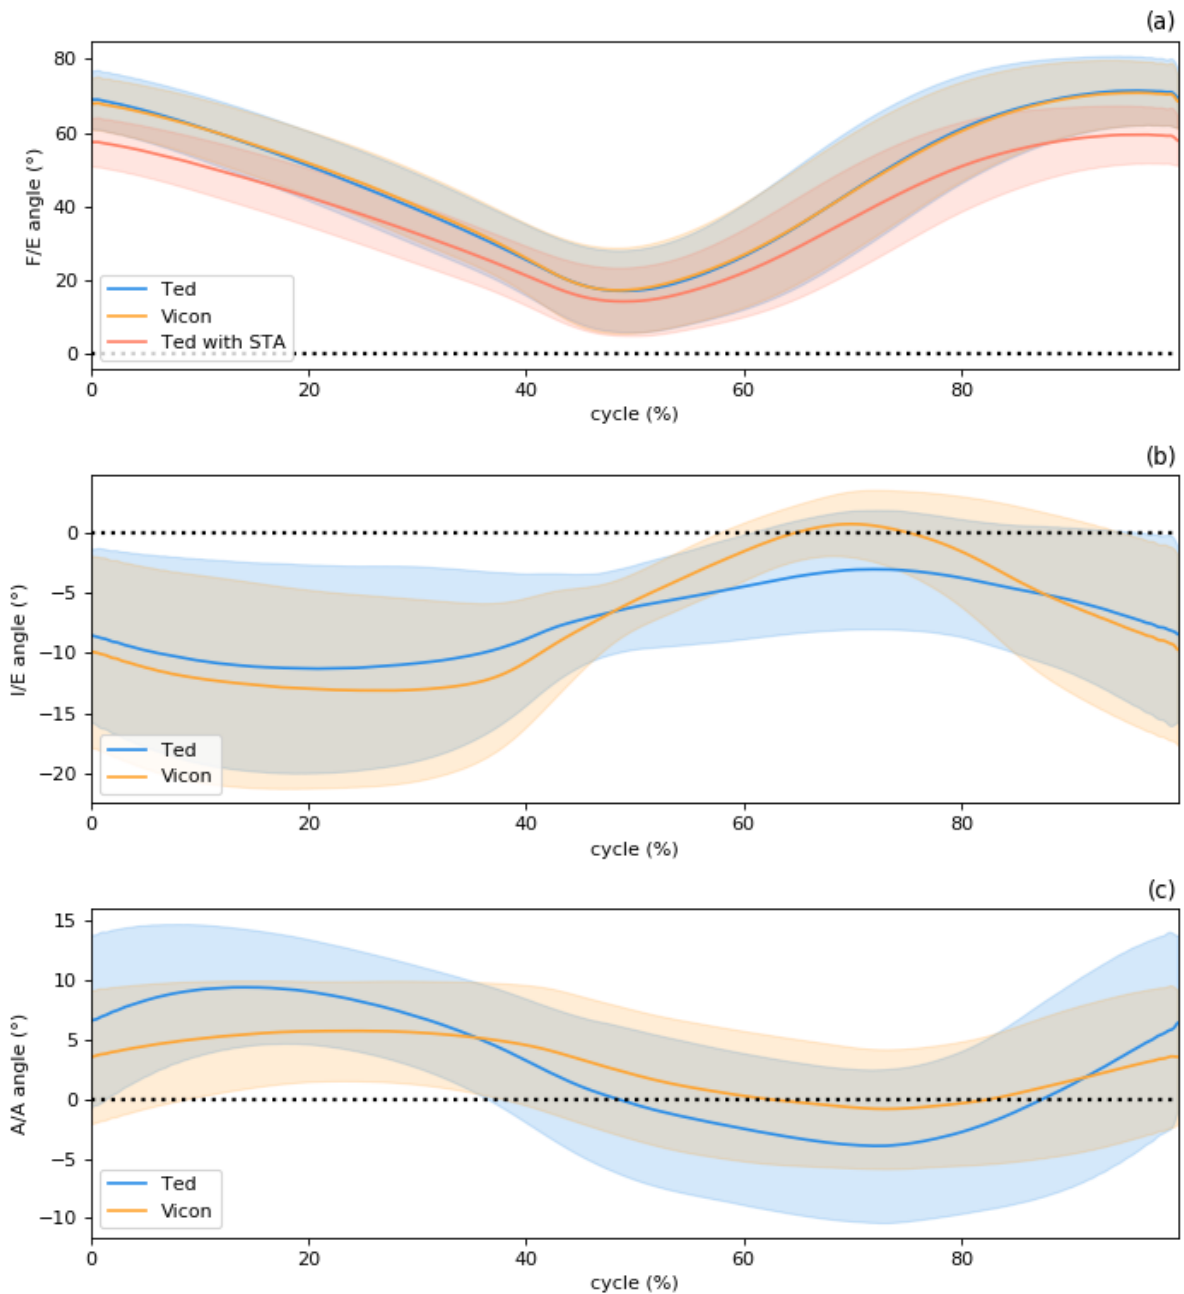 (a)
80
60
40
20
0
F/E angle (°)
Ted
Vicon
Ted with STA
0 20 40 60 80
cycle (%)
(b)
0
−5
−10
−15
−20
I/E angle (°)
Ted
Vicon
0 20 40 60 80
cycle (%)
(c)
15
10
5
0
−5
−10
A/A angle (°)
Ted
Vicon
0 20 40 60 80
cycle (%)